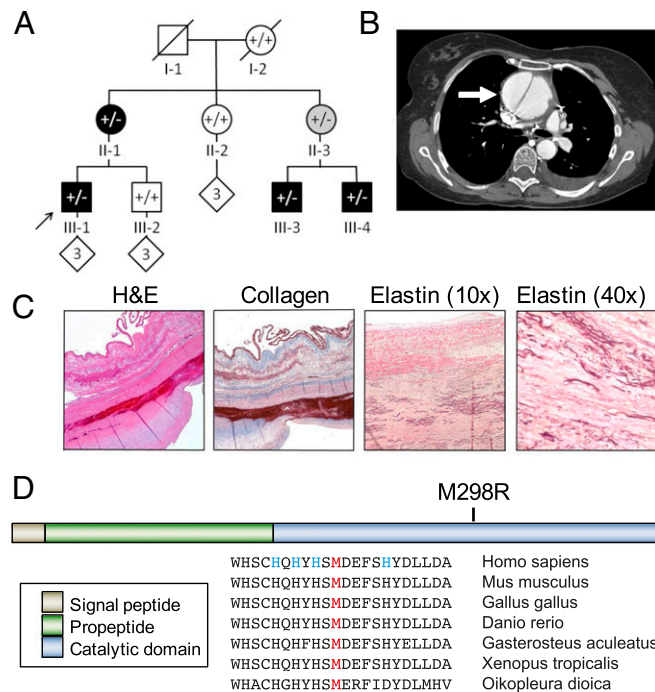 A
+/+
I-1
I-2
+/-
+/+
+/-
II-1
II-2
II-3
3
+/-
+/+
+/-
+/-
III-1
III-2
III-3
III-4
3
3
B
C
H&E
Collagen
Elastin (10x)
Elastin (40x)
D
M298R
WHSCHQHYHSMDEFSHYDLLDA Homo sapiens
WHSCHQHYHSMDEFSHYDLLDA Mus musculus
WHSCHQHYHSMDEFSHYDLLDA Gallus gallus
WHSCHQHYHSMDEFSHYDLLDA Danio rerio
WHSCHQHFHSMDEFSHYELLDA Gasterosteus aculeatus
WHSCHQHYHSMDEFSHYDLLDA Xenopus tropicalis
WHACHGHYHSMERFIDYDLMHV Oikopleura dioica
Signal peptide
Propeptide
Catalytic domain